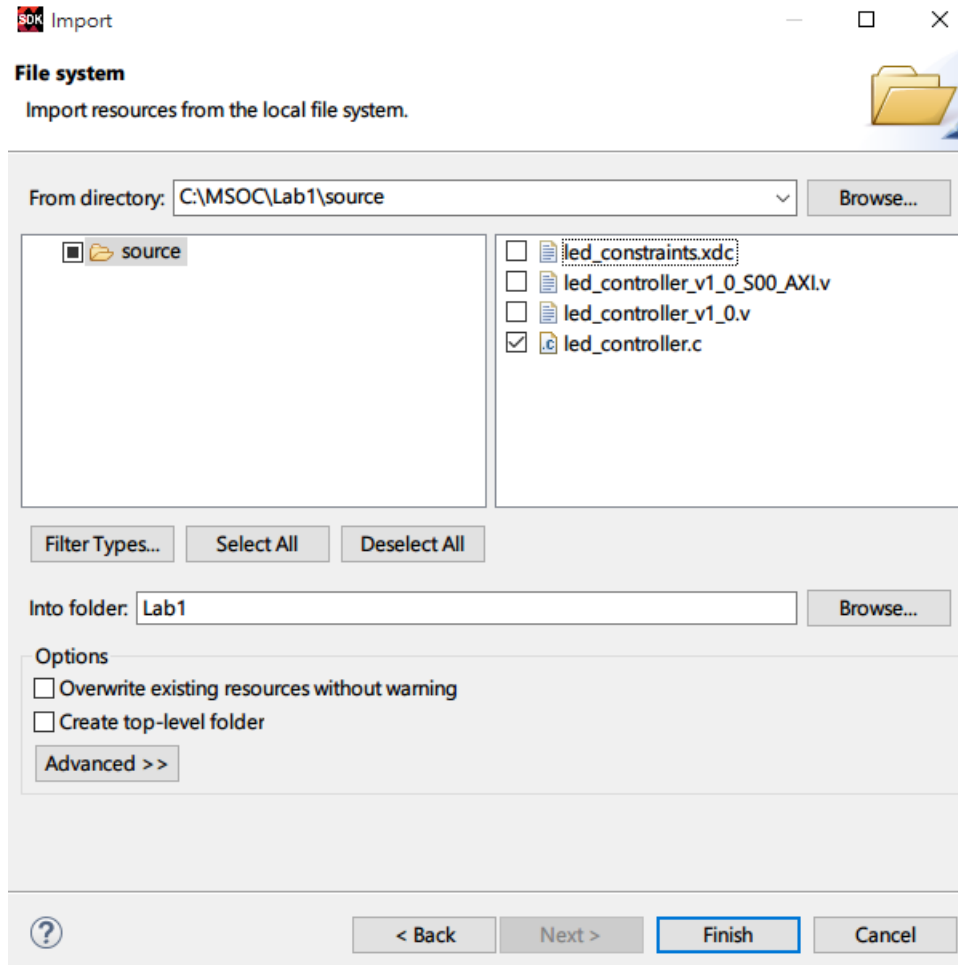 SDK Import
File system
Import resources from the local file system.
From directory: C:\MSOC\Lab1\source Browse...
source
led_constraints.xdc
led_controller_v1_0_S00_AXI.v
led_controller_v1_0.v
.c led_controller.c
Filter Types... Select All Deselect All
Into folder: Lab1 Browse...
Options
Overwrite existing resources without warning
Create top-level folder
Advanced >>
? < Back Next > Finish Cancel